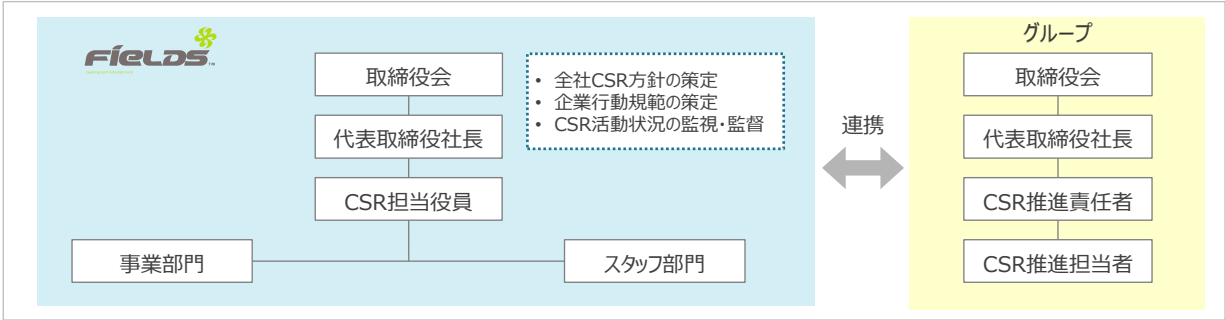 FIELDS
取締役会
代表取締役社長
CSR担当役員
事業部門
スタッフ部門
• 全社CSR方針の策定
• 企業行動規範の策定
• CSR活動状況の監視・監督
連携
グループ
取締役会
代表取締役社長
CSR推進責任者
CSR推進担当者